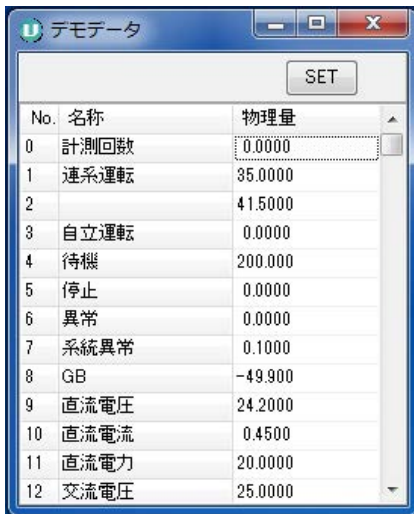 デモデータ
SET
No. 名称 物理量
0 計測回数 0.0000
1 連系運転 35.0000
2 41.5000
3 自立運転 0.0000
4 待機 200.000
5 停止 0.0000
6 異常 0.0000
7 系統異常 0.1000
8 GB -49.900
9 直流電圧 24.2000
10 直流電流 0.4500
11 直流電力 20.0000
12 交流電圧 25.0000